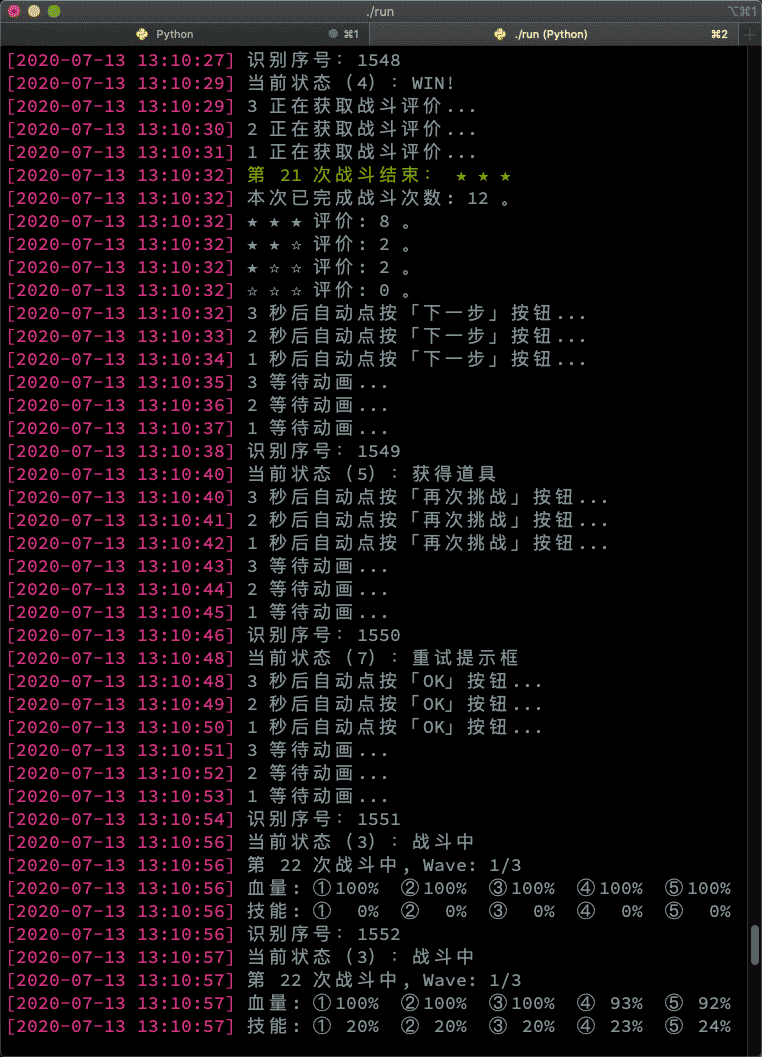 ./run
⌥⌘1
Python ⌘1 ./run (Python) ⌘2
[2020-07-13 13:10:27] 识别序号: 1548
[2020-07-13 13:10:29] 当前状态 (4) : WIN!
[2020-07-13 13:10:29] 3 正在获取战斗评价...
[2020-07-13 13:10:30] 2 正在获取战斗评价...
[2020-07-13 13:10:31] 1 正在获取战斗评价...
[2020-07-13 13:10:32] 第 21 次战斗结束: ★ ★ ★
[2020-07-13 13:10:32] 本次已完成战斗次数: 12 。
[2020-07-13 13:10:32] ★ ★ ★ 评价: 8 。
[2020-07-13 13:10:32] ★ ★ ☆ 评价: 2 。
[2020-07-13 13:10:32] ★ ☆ ☆ 评价: 2 。
[2020-07-13 13:10:32] ☆ ☆ ☆ 评价: 0 。
[2020-07-13 13:10:32] 3 秒后自动点按「下一步」按钮...
[2020-07-13 13:10:33] 2 秒后自动点按「下一步」按钮...
[2020-07-13 13:10:34] 1 秒后自动点按「下一步」按钮...
[2020-07-13 13:10:35] 3 等待动画...
[2020-07-13 13:10:36] 2 等待动画...
[2020-07-13 13:10:37] 1 等待动画...
[2020-07-13 13:10:38] 识别序号: 1549
[2020-07-13 13:10:40] 当前状态 (5) : 获得道具
[2020-07-13 13:10:40] 3 秒后自动点按「再次挑战」按钮...
[2020-07-13 13:10:41] 2 秒后自动点按「再次挑战」按钮...
[2020-07-13 13:10:42] 1 秒后自动点按「再次挑战」按钮...
[2020-07-13 13:10:43] 3 等待动画...
[2020-07-13 13:10:44] 2 等待动画...
[2020-07-13 13:10:45] 1 等待动画...
[2020-07-13 13:10:46] 识别序号: 1550
[2020-07-13 13:10:48] 当前状态 (7) : 重试提示框
[2020-07-13 13:10:48] 3 秒后自动点按「OK」按钮...
[2020-07-13 13:10:49] 2 秒后自动点按「OK」按钮...
[2020-07-13 13:10:50] 1 秒后自动点按「OK」按钮...
[2020-07-13 13:10:51] 3 等待动画...
[2020-07-13 13:10:52] 2 等待动画...
[2020-07-13 13:10:53] 1 等待动画...
[2020-07-13 13:10:54] 识别序号: 1551
[2020-07-13 13:10:56] 当前状态 (3) : 战斗中
[2020-07-13 13:10:56] 第 22 次战斗中, Wave: 1/3
[2020-07-13 13:10:56] 血量: ①100% ②100% ③100% ④100% ⑤100%
[2020-07-13 13:10:56] 技能: ① 0% ② 0% ③ 0% ④ 0% ⑤ 0%
[2020-07-13 13:10:56] 识别序号: 1552
[2020-07-13 13:10:57] 当前状态 (3) : 战斗中
[2020-07-13 13:10:57] 第 22 次战斗中, Wave: 1/3
[2020-07-13 13:10:57] 血量: ①100% ②100% ③100% ④ 93% ⑤ 92%
[2020-07-13 13:10:57] 技能: ① 20% ② 20% ③ 20% ④ 23% ⑤ 24%